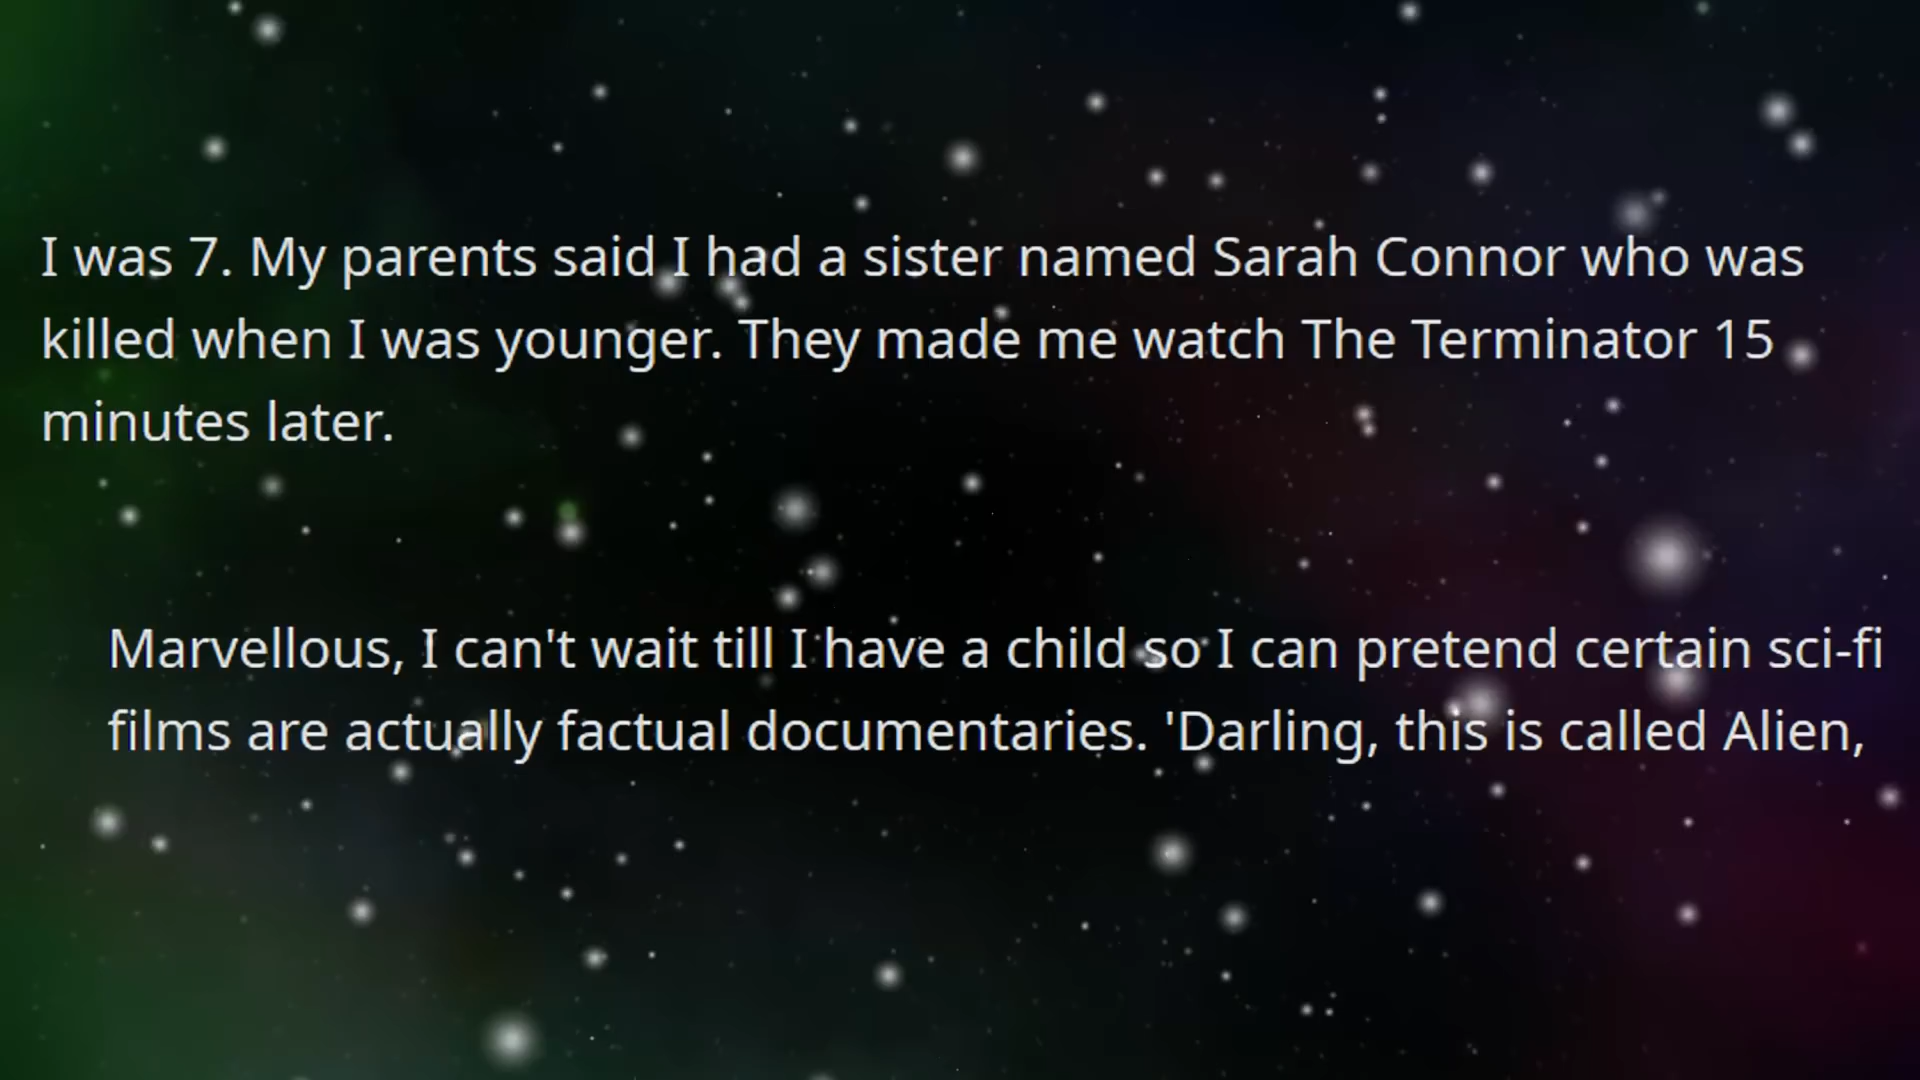 I was 7. My parents said I had a sister named Sarah Connor who was
killed when I was younger. They made me watch The Terminator 15
minutes later.
Marvellous, I can't wait till I have a child so I can pretend certain sci-fi
films are actually factual documentaries. 'Darling, this is called Alien,